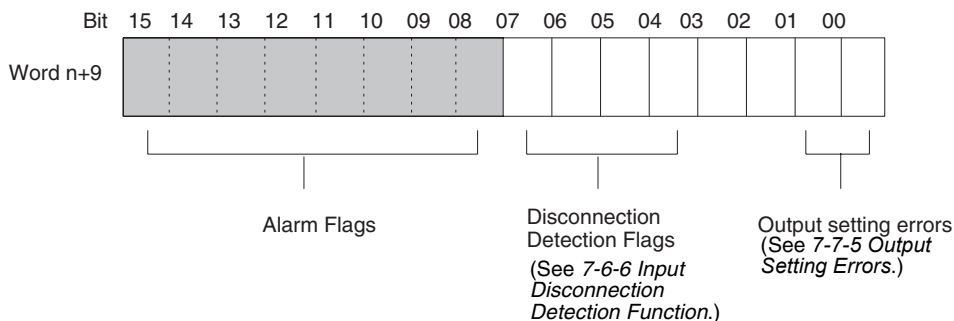 Bit 15 14 13 12 11 10 09 08 07 06 05 04 03 02 01 00
Word n+9
Alarm Flags
Disconnection
Detection Flags
(See 7-6-6 Input
Disconnection
Detection Function.)
Output setting errors
(See 7-7-5 Output
Setting Errors.)